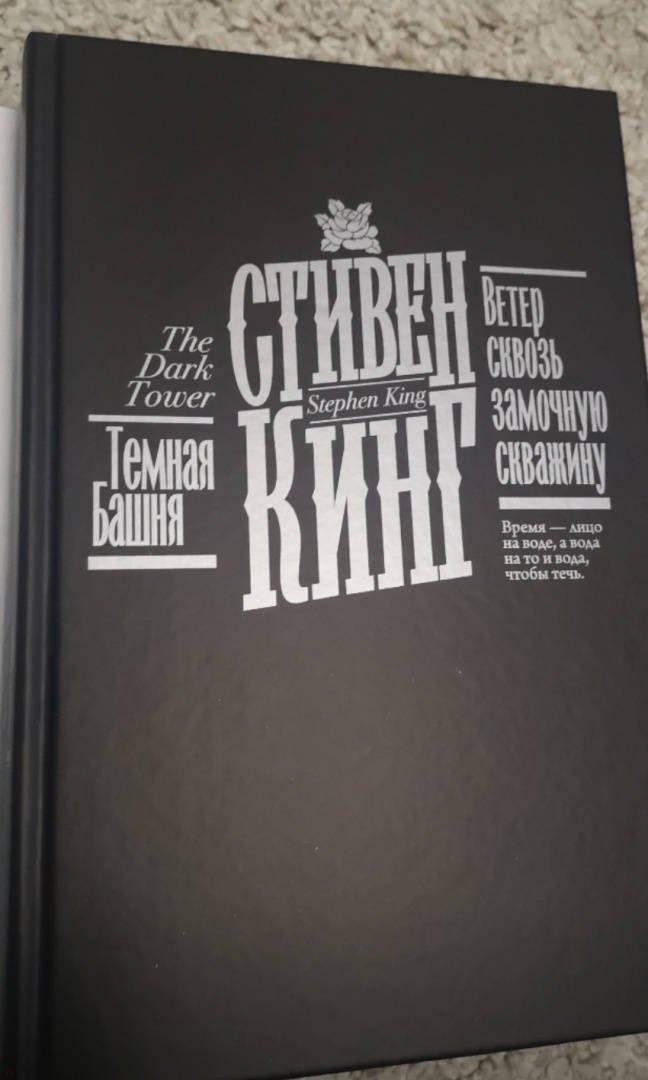 The
Dark
Tower
Темная
Башня
СТИВЕН
Stephen King
КИНГ
Ветер
сквозь
замочную
скважину
Время — лицо
на воде, а вода
на то и вода,
чтобы течь.